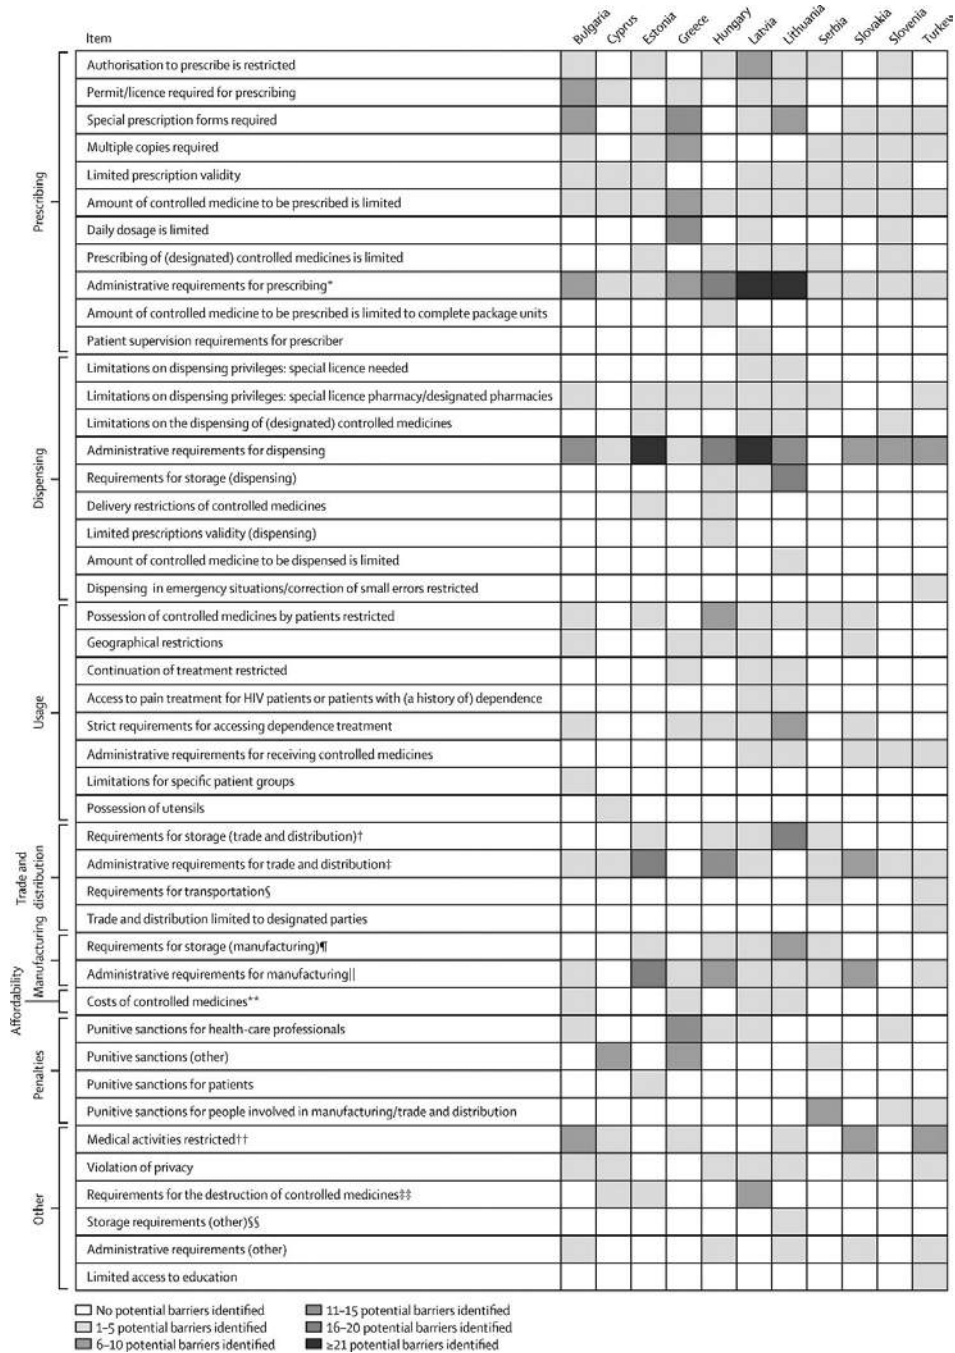 Item
Bulgaria
Cyprus
Estonia
Greece
Hungary
Latvia
Lithuania
Serbia
Slovakia
Slovenia
Turkey
Prescribing
Authorisation to prescribe is restricted
Permit/licence required for prescribing
Special prescription forms required
Multiple copies required
Limited prescription validity
Amount of controlled medicine to be prescribed is limited
Daily dosage is limited
Prescribing of (designated) controlled medicines is limited
Administrative requirements for prescribing*
Amount of controlled medicine to be prescribed is limited to complete package units
Patient supervision requirements for prescriber
Dispensing
Limitations on dispensing privileges: special licence needed
Limitations on dispensing privileges: special licence pharmacy/designated pharmacies
Limitations on the dispensing of (designated) controlled medicines
Administrative requirements for dispensing
Requirements for storage (dispensing)
Delivery restrictions of controlled medicines
Limited prescriptions validity (dispensing)
Amount of controlled medicine to be dispensed is limited
Dispensing in emergency situations/correction of small errors restricted
Usage
Possession of controlled medicines by patients restricted
Geographical restrictions
Continuation of treatment restricted
Access to pain treatment for HIV patients or patients with (a history of) dependence
Strict requirements for accessing dependence treatment
Administrative requirements for receiving controlled medicines
Limitations for specific patient groups
Possession of utensils
Trade and
distribution
Requirements for storage (trade and distribution)†
Administrative requirements for trade and distribution‡
Requirements for transportation§
Trade and distribution limited to designated parties
Manufacturing
Requirements for storage (manufacturing)¶
Administrative requirements for manufacturing||
Affordability
Costs of controlled medicines**
Penalties
Punitive sanctions for health-care professionals
Punitive sanctions (other)
Punitive sanctions for patients
Punitive sanctions for people involved in manufacturing/trade and distribution
Other
Medical activities restricted††
Violation of privacy
Requirements for the destruction of controlled medicines‡‡
Storage requirements (other)§§
Administrative requirements (other)
Limited access to education
No potential barriers identified
1–5 potential barriers identified
6–10 potential barriers identified
11–15 potential barriers identified
16–20 potential barriers identified
≥21 potential barriers identified